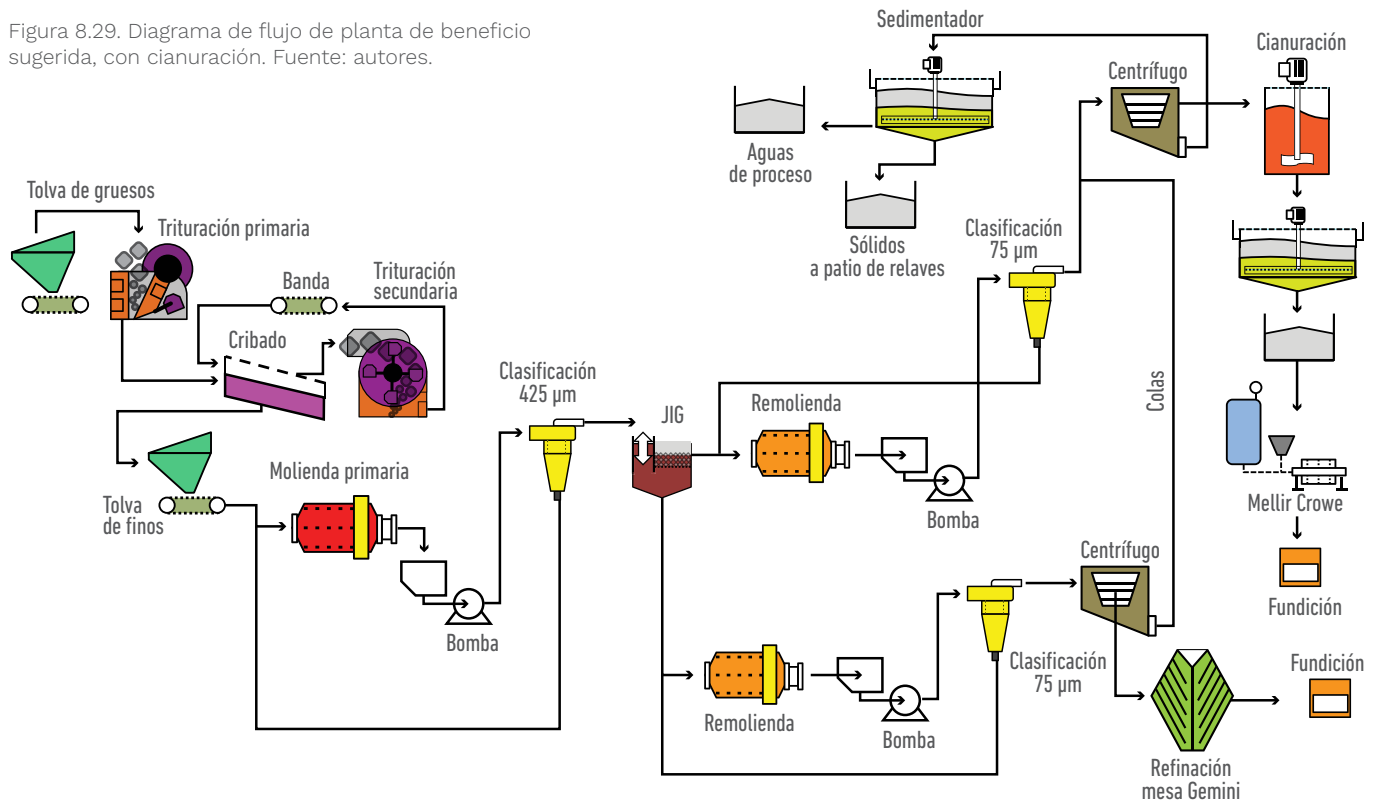 Figura 8.29. Diagrama de flujo de planta de beneficio
sugerida, con cianuración. Fuente: autores.
Sedimentador
Cianuración
Centrífugo
Aguas
de proceso
Sólidos
a patio de relaves
Clasificación
75 µm
Tolva de gruesos
Trituración primaria
Banda
Trituración
secundaria
Cribado
Clasificación
425 µm
JIG
Remolienda
Colas
Bomba
Mellir Crowe
Fundición
Tolva
de finos
Molienda primaria
Bomba
Centrífugo
Clasificación
75 µm
Remolienda
Bomba
Fundición
Refinación
mesa Gemini